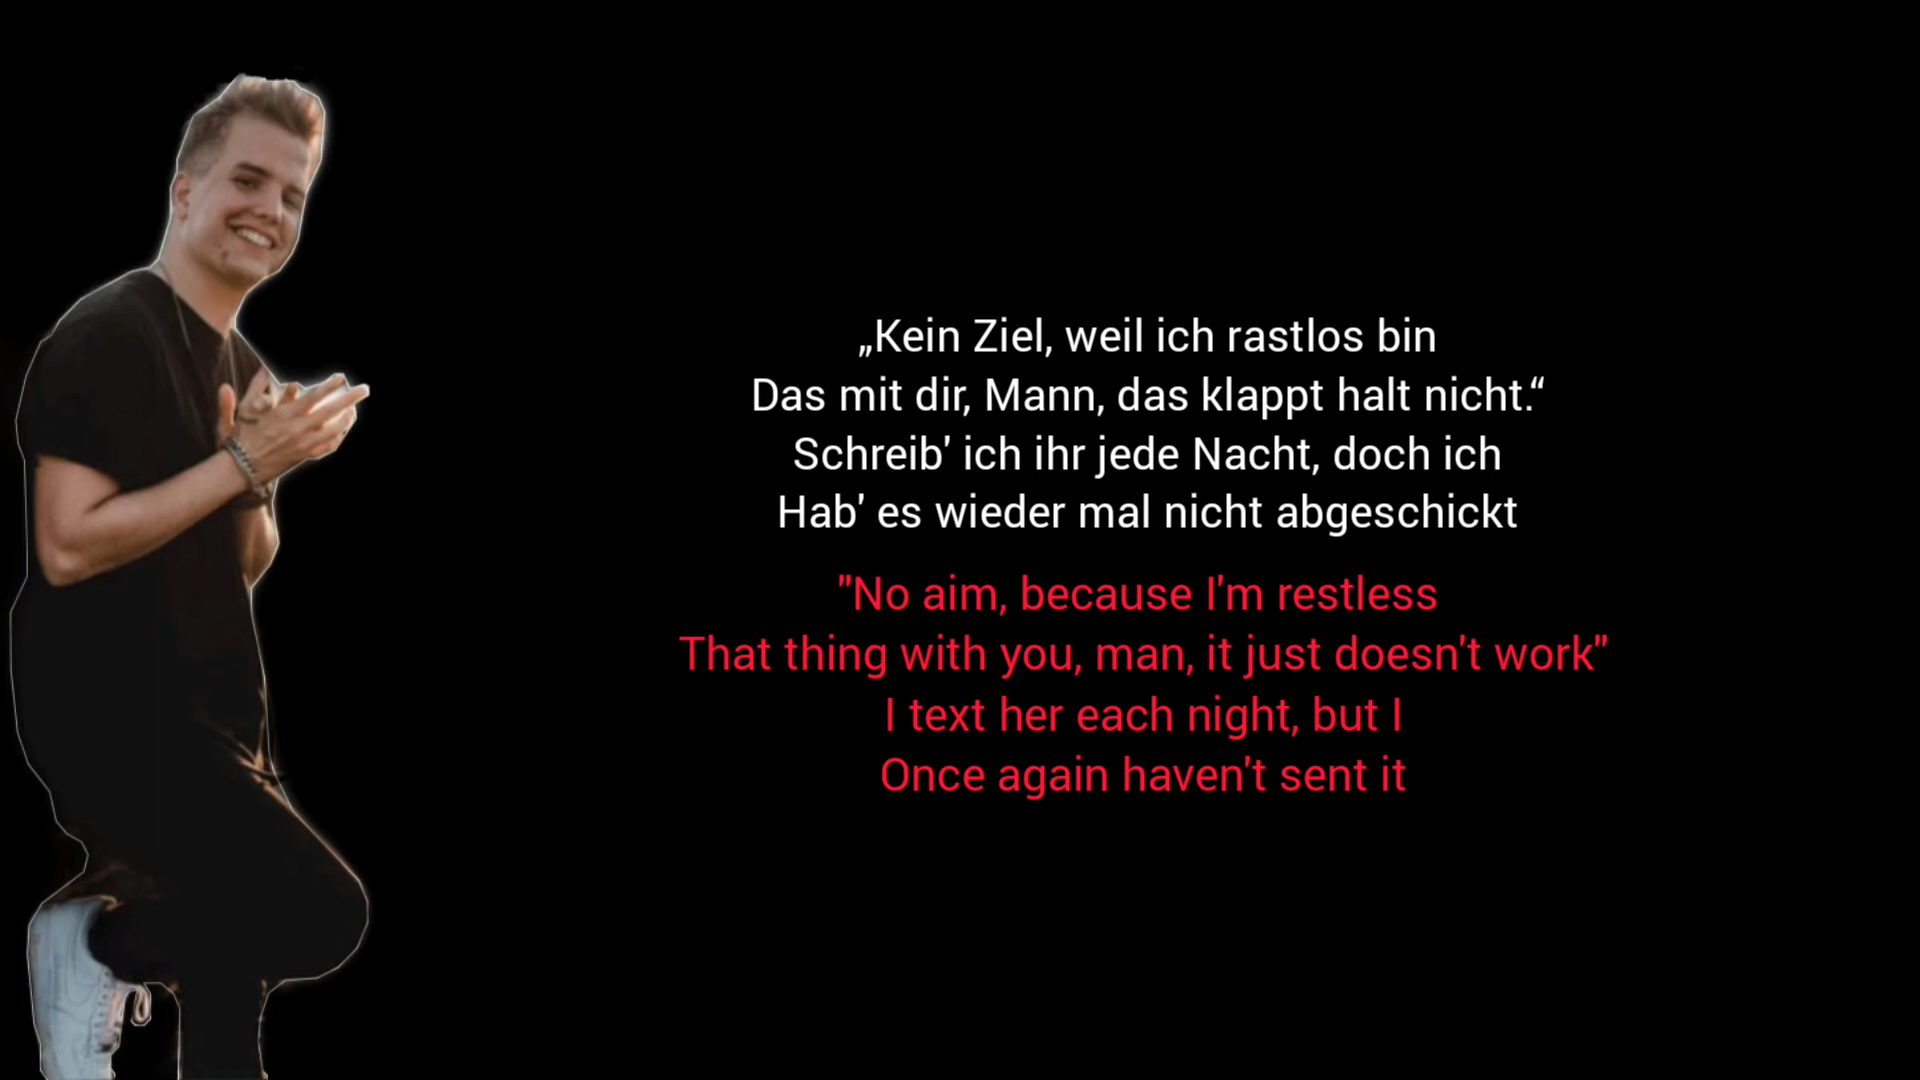 „Kein Ziel, weil ich rastlos bin
Das mit dir, Mann, das klappt halt nicht.“
Schreib' ich ihr jede Nacht, doch ich
Hab' es wieder mal nicht abgeschickt
"No aim, because I'm restless
That thing with you, man, it just doesn't work"
I text her each night, but I
Once again haven't sent it